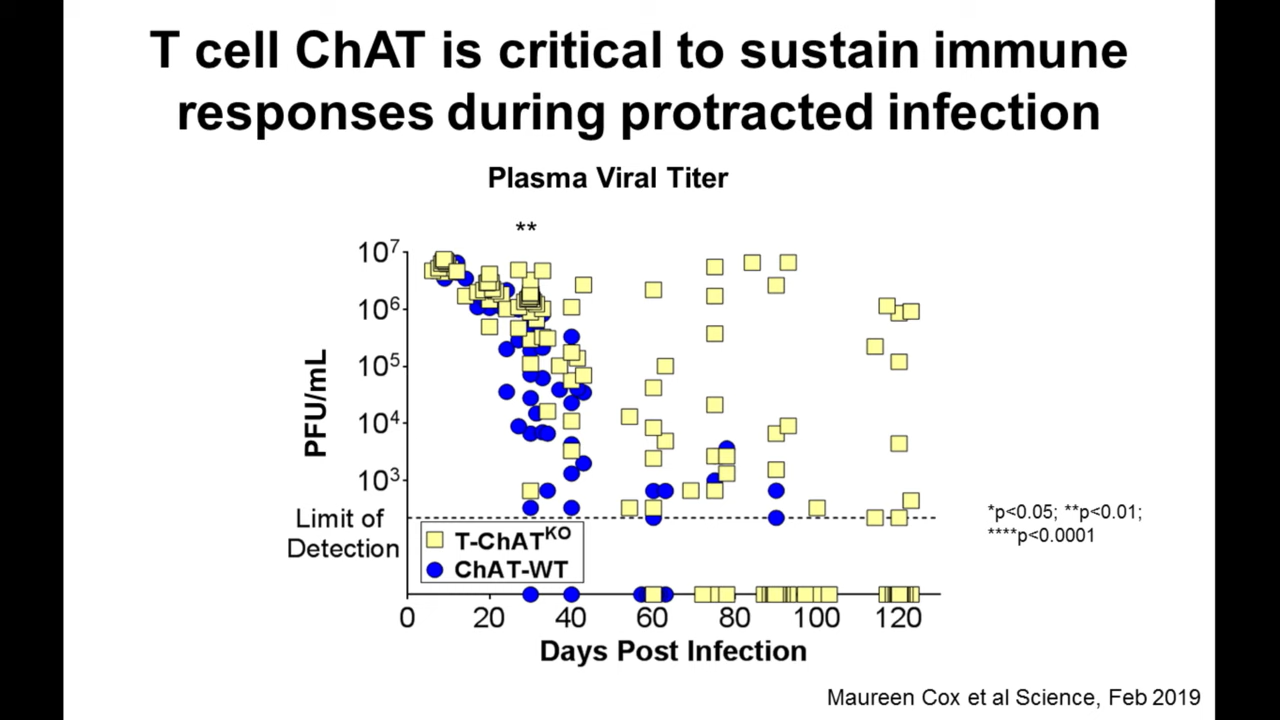 T cell ChAT is critical to sustain immune
responses during protracted infection
Plasma Viral Titer
**
10⁷
10⁶
10⁵
10⁴
10³
PFU/mL
Limit of
Detection
T-ChATᴷᴼ
ChAT-WT
0 20 40 60 80 100 120
Days Post Infection
*p<0.05; **p<0.01;
****p<0.0001
Maureen Cox et al Science, Feb 2019